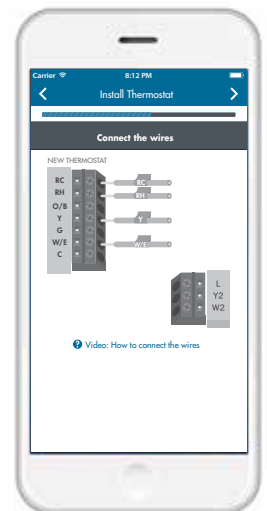 Carrier 8:12 PM
Install Thermostat
Connect the wires
NEW THERMOSTAT
RC RC
RH RH
O/B
Y Y
G
W/E W/E
C
L
Y2
W2
? Video: How to connect the wires